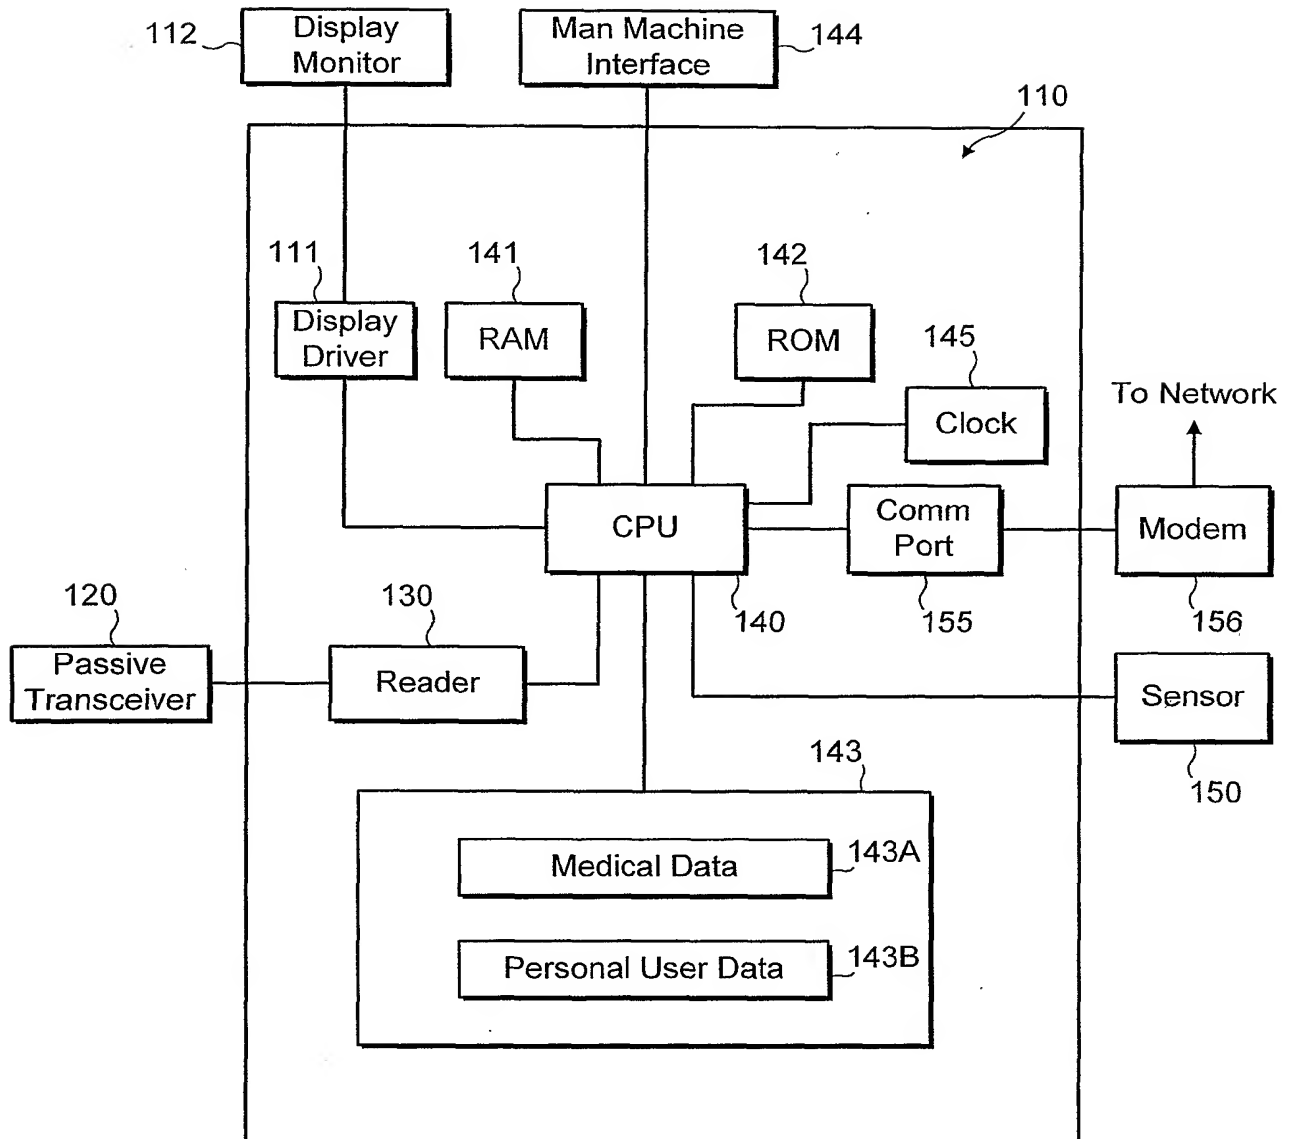 112
Display
Monitor
Man Machine
Interface
144
110
111
Display
Driver
141
RAM
142
ROM
145
Clock
To Network
CPU
140
Comm
Port
155
Modem
156
120
Passive
Transceiver
130
Reader
Sensor
150
143
Medical Data
143A
Personal User Data
143B